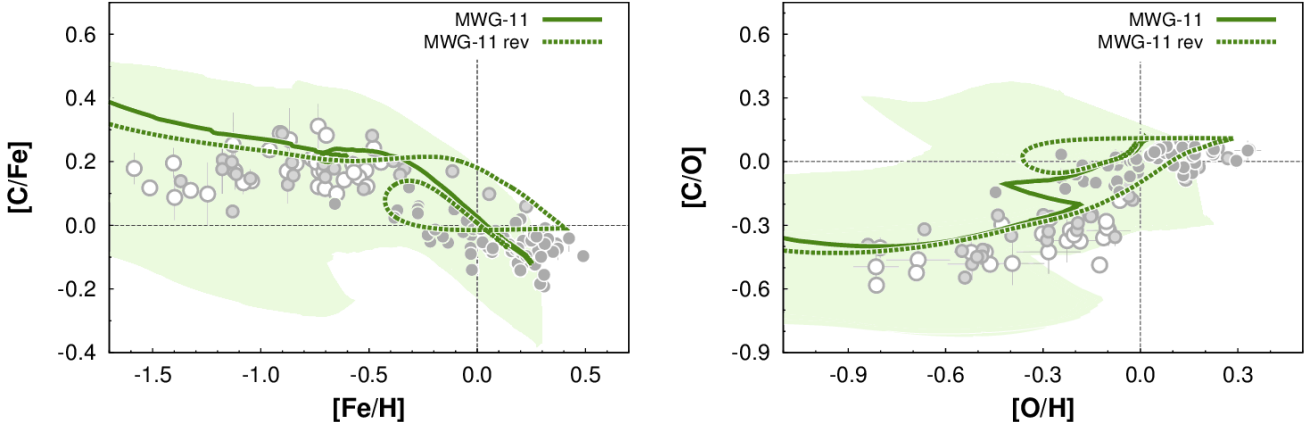 MWG-11
MWG-11 rev
0.6
0.4
0.2
0.0
-0.2
-0.4
[C/Fe]
-1.5 -1.0 -0.5 0.0 0.5
[Fe/H]
MWG-11
MWG-11 rev
0.6
0.3
0.0
-0.3
-0.6
-0.9
[C/O]
-0.9 -0.6 -0.3 0.0 0.3
[O/H]